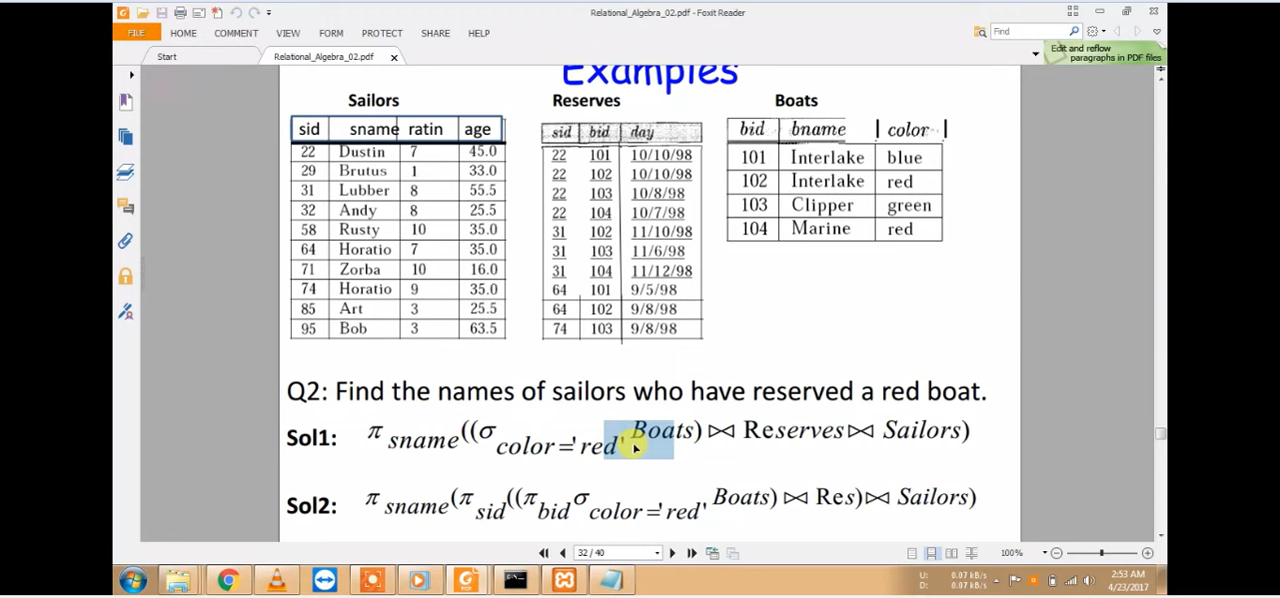 Relational_Algebra_02.pdf - Foxit Reader
FILE HOME COMMENT VIEW FORM PROTECT SHARE HELP
Find
Start Relational_Algebra_02.pdf x
Edit and reflow
paragraphs in PDF files
Examples
Sailors Reserves Boats
sid sname ratin age
22 Dustin 7 45.0
29 Brutus 1 33.0
31 Lubber 8 55.5
32 Andy 8 25.5
58 Rusty 10 35.0
64 Horatio 7 35.0
71 Zorba 10 16.0
74 Horatio 9 35.0
85 Art 3 25.5
95 Bob 3 63.5
sid bid day
22 101 10/10/98
22 102 10/10/98
22 103 10/8/98
22 104 10/7/98
31 102 11/10/98
31 103 11/6/98
31 104 11/12/98
64 101 9/5/98
64 102 9/8/98
74 103 9/8/98
bid bname color
101 Interlake blue
102 Interlake red
103 Clipper green
104 Marine red
Q2: Find the names of sailors who have reserved a red boat.
Sol1: π sname((σ color='red' Boats) ⋈ Reserves ⋈ Sailors)
Sol2: π sname(π sid((π bid σ color='red' Boats) ⋈ Res) ⋈ Sailors)
32 / 40 100%
U: 0.07 kB/s
D: 0.07 kB/s
2:53 AM
4/23/2017